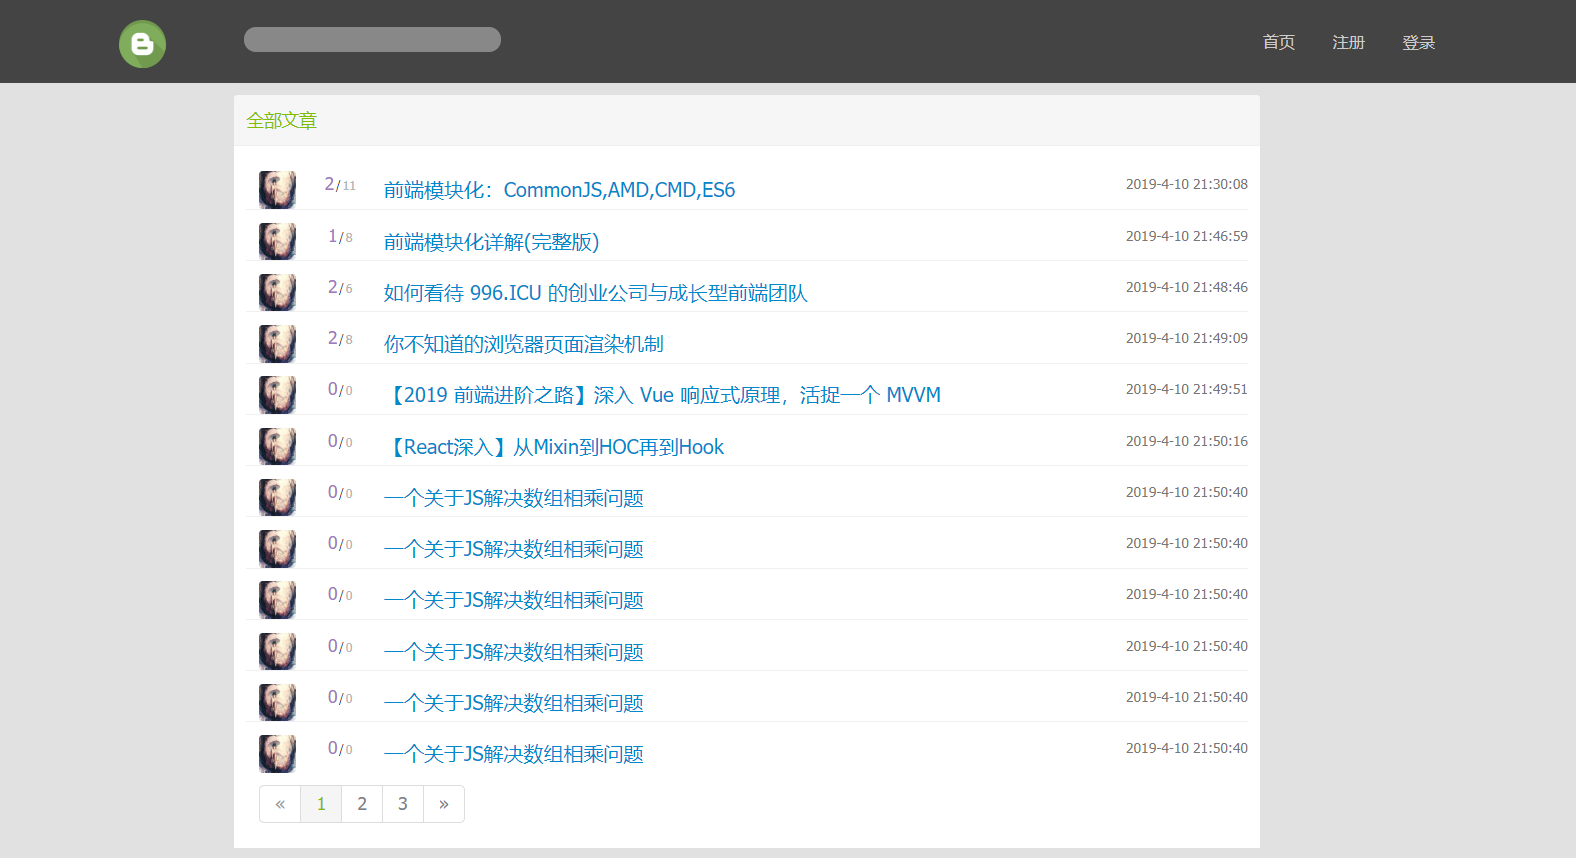 首页 注册 登录
全部文章
2/11 前端模块化：CommonJS,AMD,CMD,ES6 2019-4-10 21:30:08
1/8 前端模块化详解(完整版) 2019-4-10 21:46:59
2/6 如何看待 996.ICU 的创业公司与成长型前端团队 2019-4-10 21:48:46
2/8 你不知道的浏览器页面渲染机制 2019-4-10 21:49:09
0/0 【2019 前端进阶之路】深入 Vue 响应式原理，活捉一个 MVVM 2019-4-10 21:49:51
0/0 【React深入】从Mixin到HOC再到Hook 2019-4-10 21:50:16
0/0 一个关于JS解决数组相乘问题 2019-4-10 21:50:40
0/0 一个关于JS解决数组相乘问题 2019-4-10 21:50:40
0/0 一个关于JS解决数组相乘问题 2019-4-10 21:50:40
0/0 一个关于JS解决数组相乘问题 2019-4-10 21:50:40
0/0 一个关于JS解决数组相乘问题 2019-4-10 21:50:40
0/0 一个关于JS解决数组相乘问题 2019-4-10 21:50:40
« 1 2 3 »